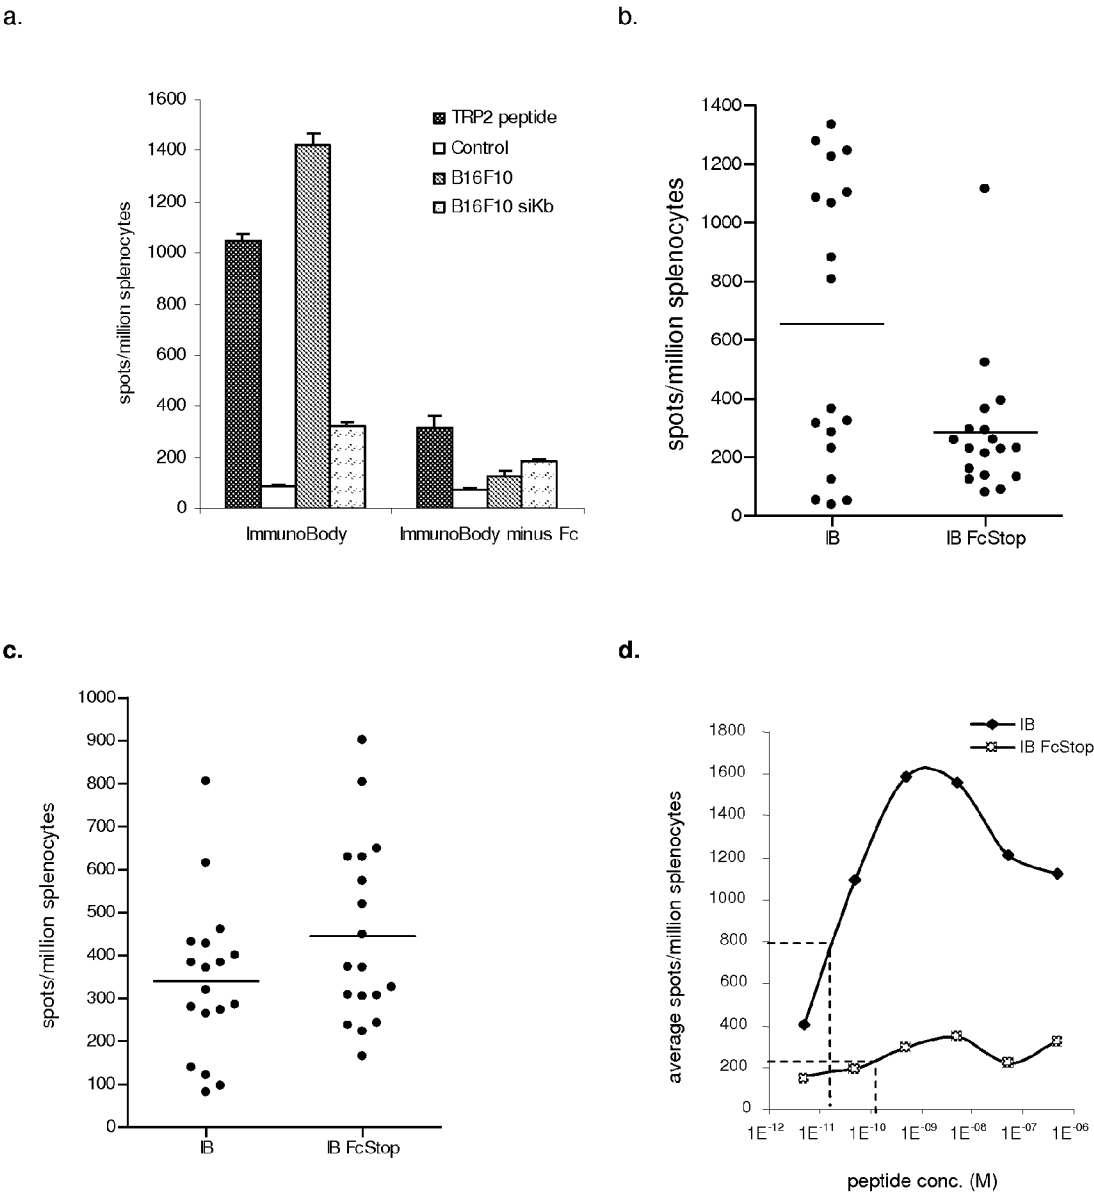 a.
1600
1400
1200
1000
800
600
400
200
0
spots/million splenocytes
TRP2 peptide
Control
B16F10
B16F10 siKb
ImmunoBody
ImmunoBody minus Fc
b.
1400
1200
1000
800
600
400
200
0
spots/million splenocytes
IB
IB FcStop
c.
1000
900
800
700
600
500
400
300
200
100
0
spots/million splenocytes
IB
IB FcStop
d.
IB
IB FcStop
1800
1600
1400
1200
1000
800
600
400
200
0
average spots/million splenocytes
1E-12
1E-11
1E-10
1E-09
1E-08
1E-07
1E-06
peptide conc. (M)